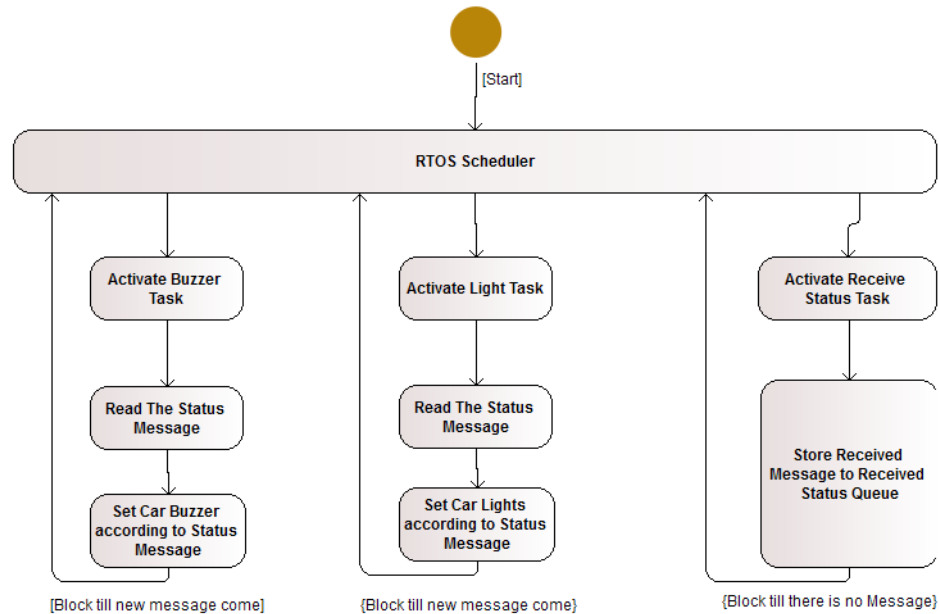 [Start]
RTOS Scheduler
Activate Buzzer
Task
Activate Light Task
Activate Receive
Status Task
Read The Status
Message
Read The Status
Message
Store Received
Message to Received
Status Queue
Set Car Buzzer
according to Status
Message
Set Car Lights
according to Status
Message
[Block till new message come]
{Block till new message come}
{Block till there is no Message}